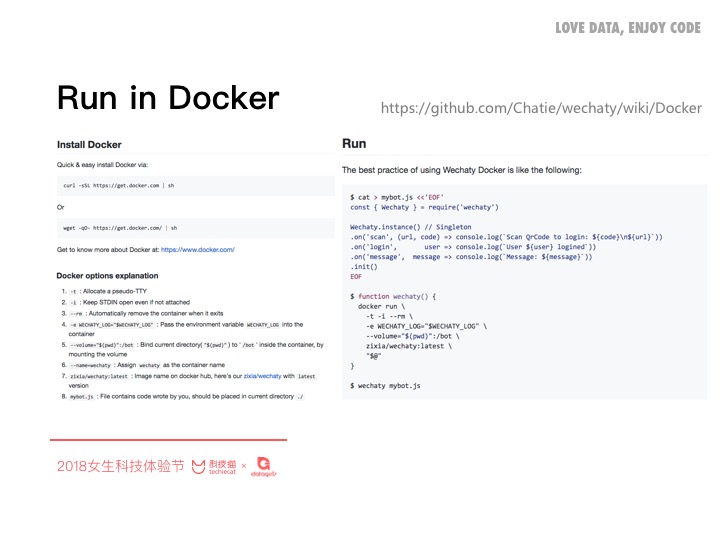 LOVE DATA, ENJOY CODE
Run in Docker
https://github.com/Chatie/wechaty/wiki/Docker
Install Docker
Quick & easy install Docker via:
curl -sSL https://get.docker.com | sh
Or
wget -qO- https://get.docker.com/ | sh
Get to know more about Docker at: https://www.docker.com/
Docker options explanation
1. -t : Allocate a pseudo-TTY
2. -i : Keep STDIN open even if not attached
3. --rm : Automatically remove the container when it exits
4. -e WECHATY_LOG="$WECHATY_LOG" : Pass the environment variable WECHATY_LOG into the
container
5. --volume="$(pwd)":/bot : Bind current directory("$(pwd)") to `/bot` inside the container, by
mounting the volume
6. --name=wechaty : Assign wechaty as the container name
7. zixia/wechaty:latest : Image name on docker hub, here's our zixia/wechaty with latest
version
8. mybot.js : File contains code wrote by you, should be placed in current directory ./
Run
The best practice of using Wechaty Docker is like the following:
$ cat > mybot.js <<'EOF'
const { Wechaty } = require('wechaty')
Wechaty.instance() // Singleton
.on('scan', (url, code) => console.log(`Scan QrCode to login: ${code}\n${url}`))
.on('login', user => console.log(`User ${user} logined`))
.on('message', message => console.log(`Message: ${message}`))
.init()
EOF
$ function wechaty() {
docker run \
-t -i --rm \
-e WECHATY_LOG="$WECHATY_LOG" \
--volume="$(pwd)":/bot \
zixia/wechaty:latest \
"$@"
}
$ wechaty mybot.js
2018女生科技体验节
科技猫
techiecat
×